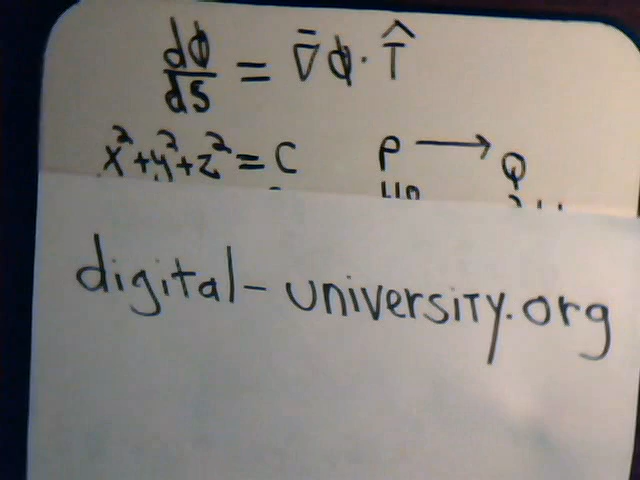 dϕ/ds = ∇̄ϕ · T̂
x²+y²+z² = C P → Q
digital-university.org